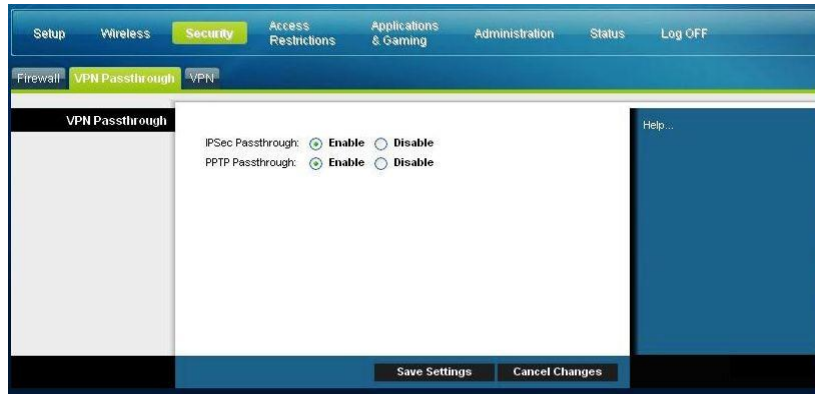 Setup Wireless Security Access Restrictions Applications & Gaming Administration Status Log OFF
Firewall VPN Passthrough VPN
VPN Passthrough
Help...
IPSec Passthrough: Enable Disable
PPTP Passthrough: Enable Disable
Save Settings Cancel Changes